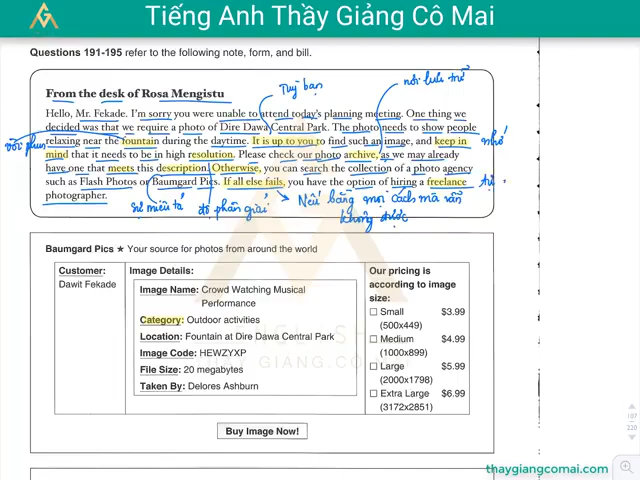 Tiếng Anh Thầy Giảng Cô Mai
Questions 191-195 refer to the following note, form, and bill.
Tuỳ bạn
nơi lưu trữ
From the desk of Rosa Mengistu
Hello, Mr. Fekade. I'm sorry you were unable to attend today's planning meeting. One thing we
decided was that we require a photo of Dire Dawa Central Park. The photo needs to show people
vòi phun
relaxing near the fountain during the daytime. It is up to you to find such an image, and keep in
nhớ
mind that it needs to be in high resolution. Please check our photo archive, as we may already
have one that meets this description. Otherwise, you can search the collection of a photo agency
such as Flash Photos or Baumgard Pics. If all else fails, you have the option of hiring a freelance
tự
photographer.
sự miêu tả
độ phân giải
Nếu bằng mọi cách mà vẫn
không được
Baumgard Pics ★ Your source for photos from around the world
Customer:
Dawit Fekade
Image Details:
Image Name: Crowd Watching Musical
Performance
Category: Outdoor activities
Location: Fountain at Dire Dawa Central Park
Image Code: HEWZYXP
File Size: 20 megabytes
Taken By: Delores Ashburn
Our pricing is
according to image
size:
☐ Small $3.99
(500x449)
☐ Medium $4.99
(1000x899)
☐ Large $5.99
(2000x1798)
☐ Extra Large $6.99
(3172x2851)
Buy Image Now!
THAY GIANG.CO
107
220
thaygiangcomai.com